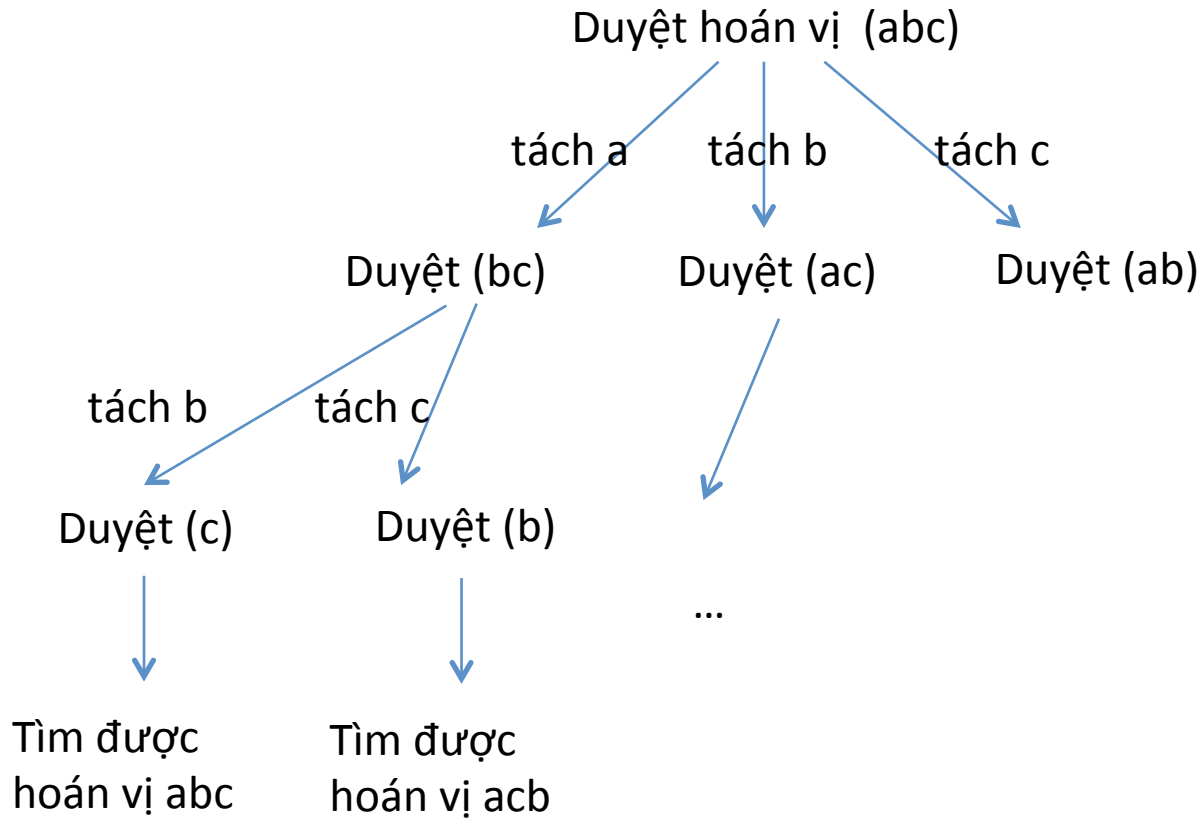 Duyệt hoán vị (abc)
tách a
tách b
tách c
Duyệt (bc)
Duyệt (ac)
Duyệt (ab)
tách b
tách c
Duyệt (c)
Duyệt (b)
...
Tìm được
hoán vị abc
Tìm được
hoán vị acb